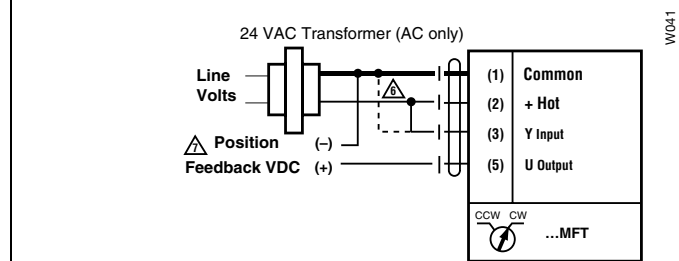 W041
24 VAC Transformer (AC only)
Line
Volts
(1) Common
6
(2) + Hot
(3) Y Input
7 Position (–)
Feedback VDC (+)
(5) U Output
CCW CW
...MFT